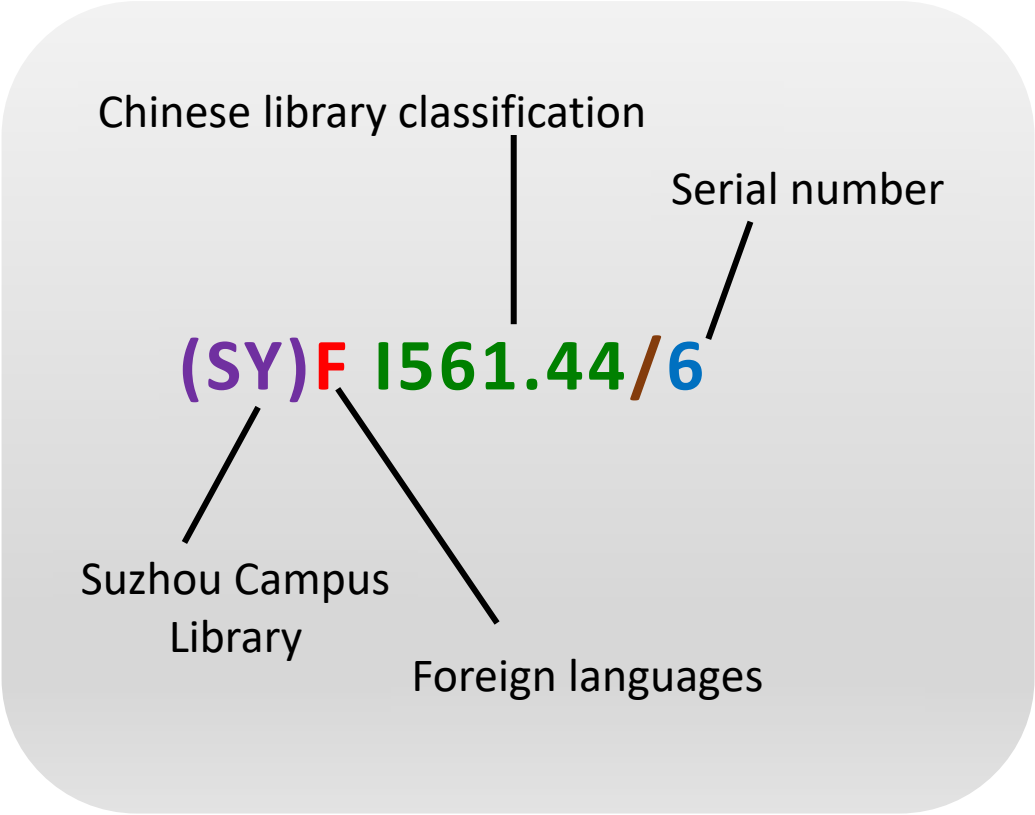 Chinese library classification
Serial number
(SY)F I561.44/6
Suzhou Campus
Library
Foreign languages